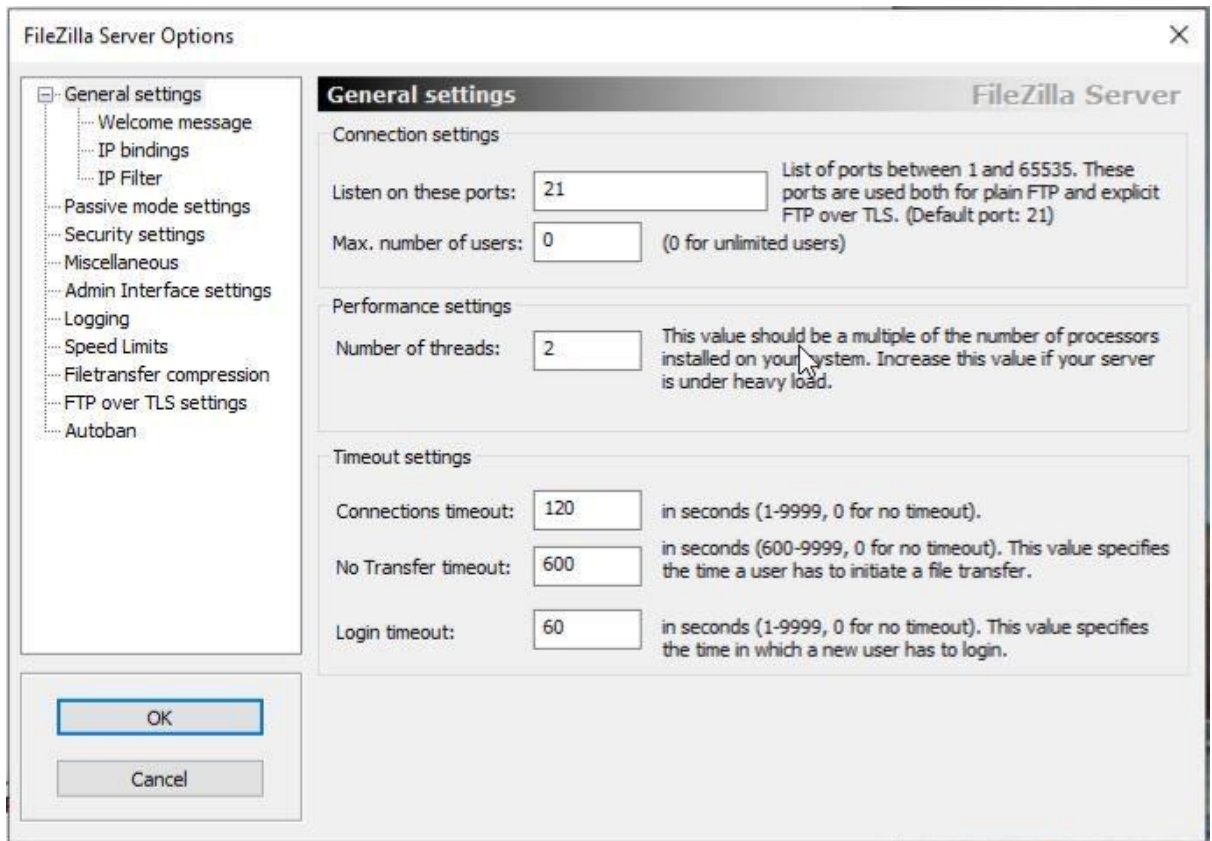 FileZilla Server Options
General settings
Welcome message
IP bindings
IP Filter
Passive mode settings
Security settings
Miscellaneous
Admin Interface settings
Logging
Speed Limits
Filetransfer compression
FTP over TLS settings
Autoban
OK
Cancel
General settings
FileZilla Server
Connection settings
Listen on these ports: 21
List of ports between 1 and 65535. These
ports are used both for plain FTP and explicit
FTP over TLS. (Default port: 21)
Max. number of users: 0 (0 for unlimited users)
Performance settings
Number of threads: 2
This value should be a multiple of the number of processors
installed on your system. Increase this value if your server
is under heavy load.
Timeout settings
Connections timeout: 120 in seconds (1-9999, 0 for no timeout).
No Transfer timeout: 600
in seconds (600-9999, 0 for no timeout). This value specifies
the time a user has to initiate a file transfer.
Login timeout: 60
in seconds (1-9999, 0 for no timeout). This value specifies
the time in which a new user has to login.